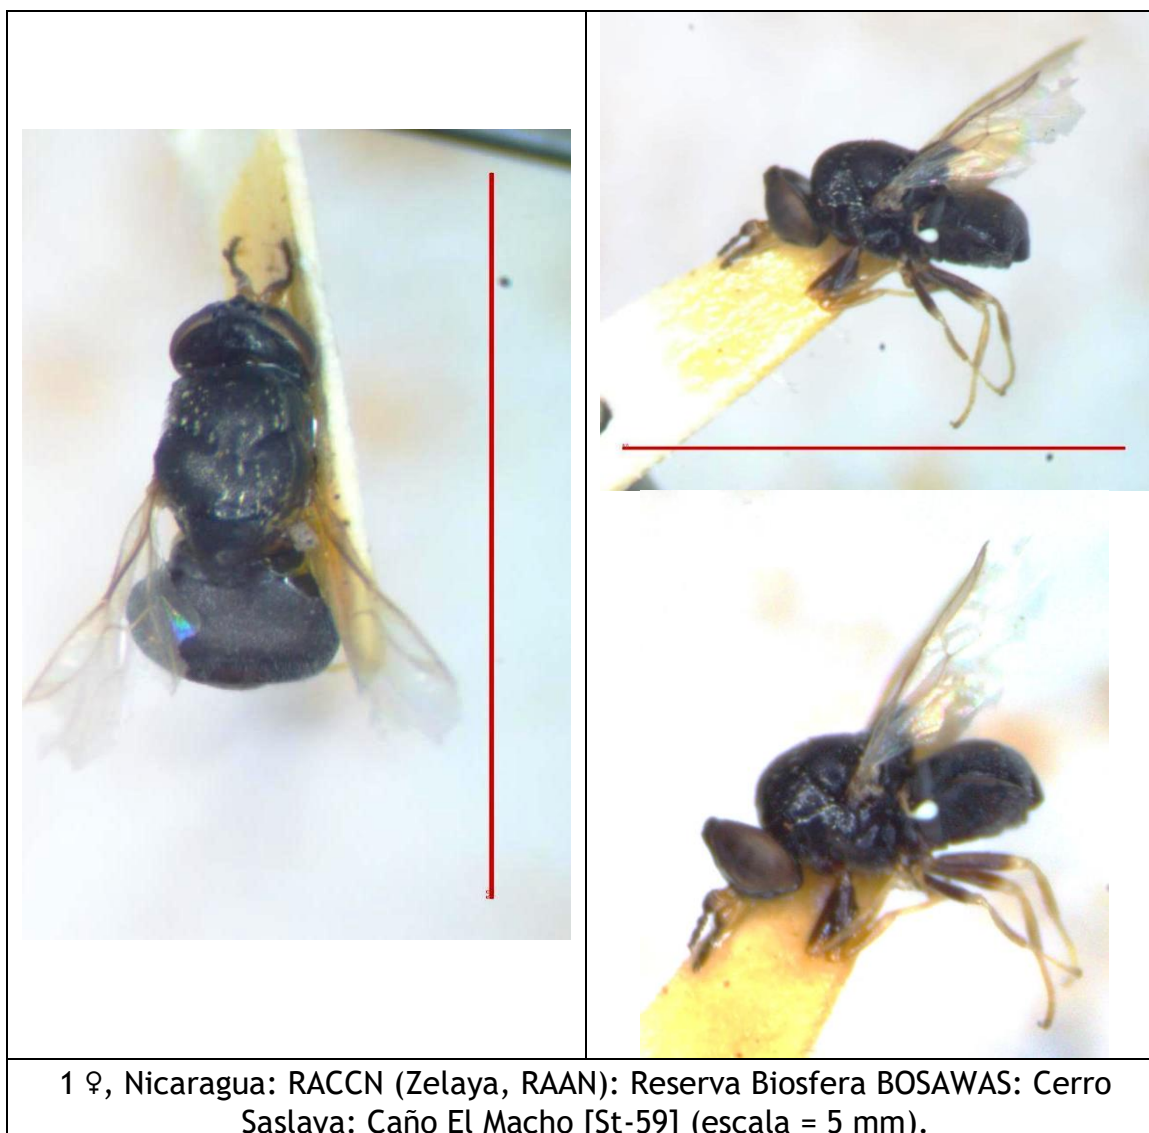 1 ♀, Nicaragua: RACCN (Zelaya, RAAN): Reserva Biosfera BOSAWAS: Cerro
Saslaya: Caño El Macho [St-59] (escala = 5 mm).